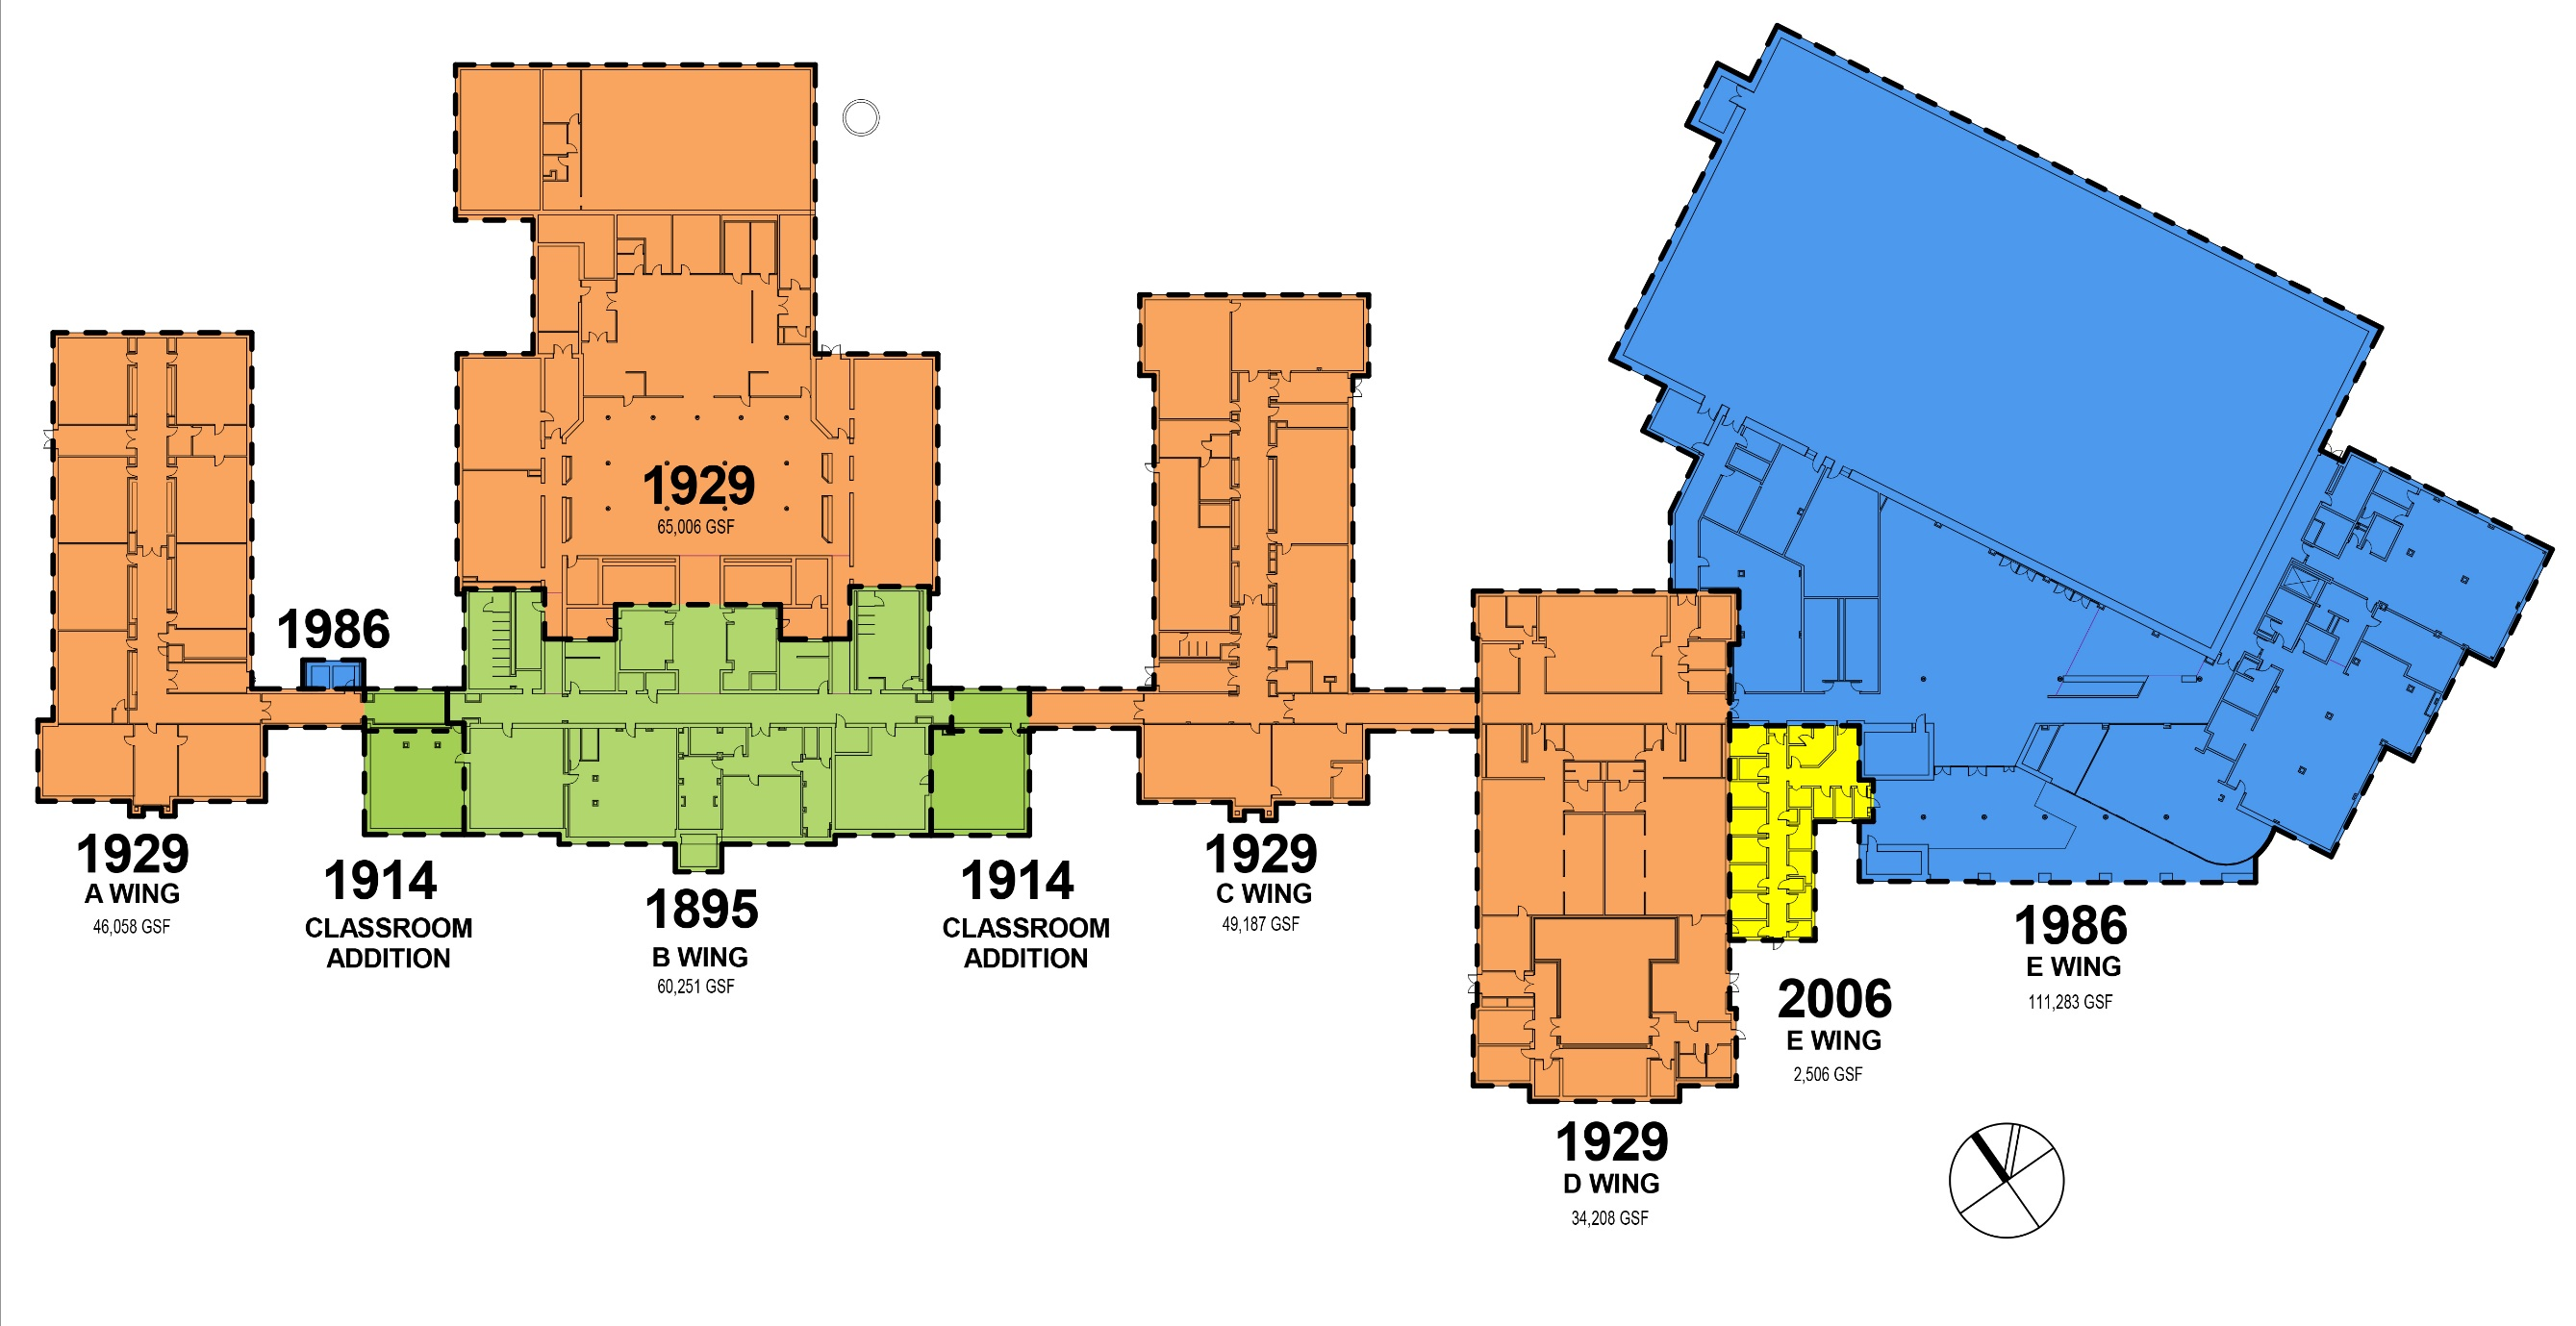 1929
65,006 GSF
1986
1929
A WING
46,058 GSF
1914
CLASSROOM
ADDITION
1895
B WING
60,251 GSF
1914
CLASSROOM
ADDITION
1929
C WING
49,187 GSF
1929
D WING
34,208 GSF
2006
E WING
2,506 GSF
1986
E WING
111,283 GSF